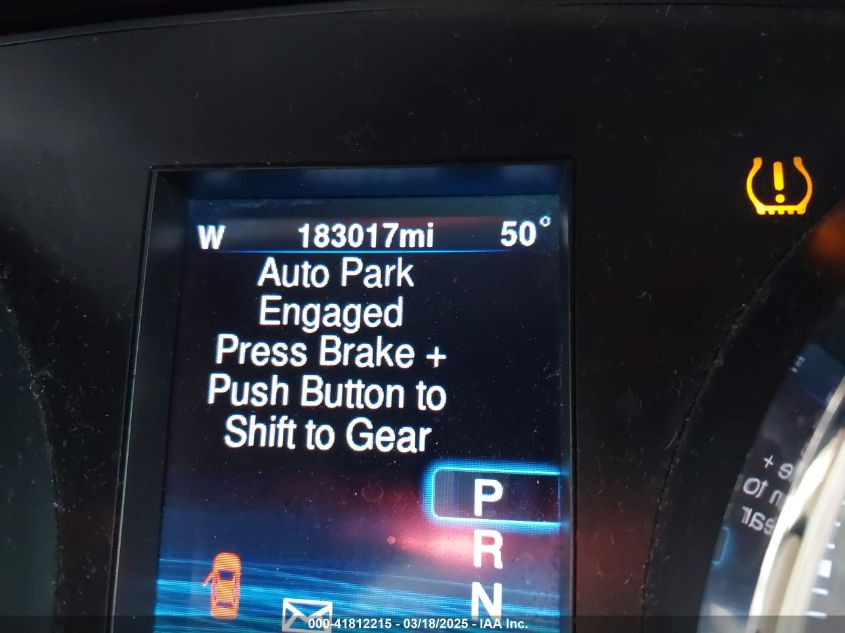 W 183017mi 50°
Auto Park
Engaged
Press Brake +
Push Button to
Shift to Gear
P
R
N
000-41812215 - 03/18/2025 - IAA Inc.